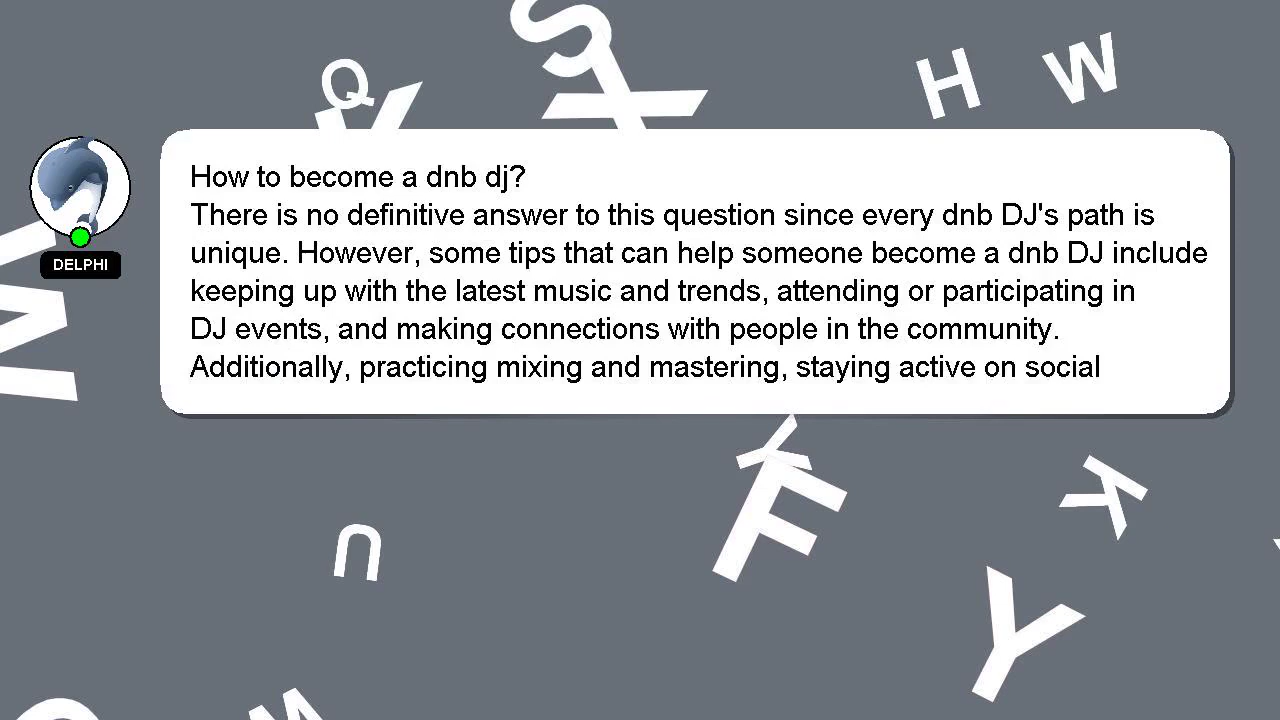 S
Q
X
H
W
DELPHI
How to become a dnb dj?
There is no definitive answer to this question since every dnb DJ's path is
unique. However, some tips that can help someone become a dnb DJ include
keeping up with the latest music and trends, attending or participating in
DJ events, and making connections with people in the community.
Additionally, practicing mixing and mastering, staying active on social
F
K
U
Y
M